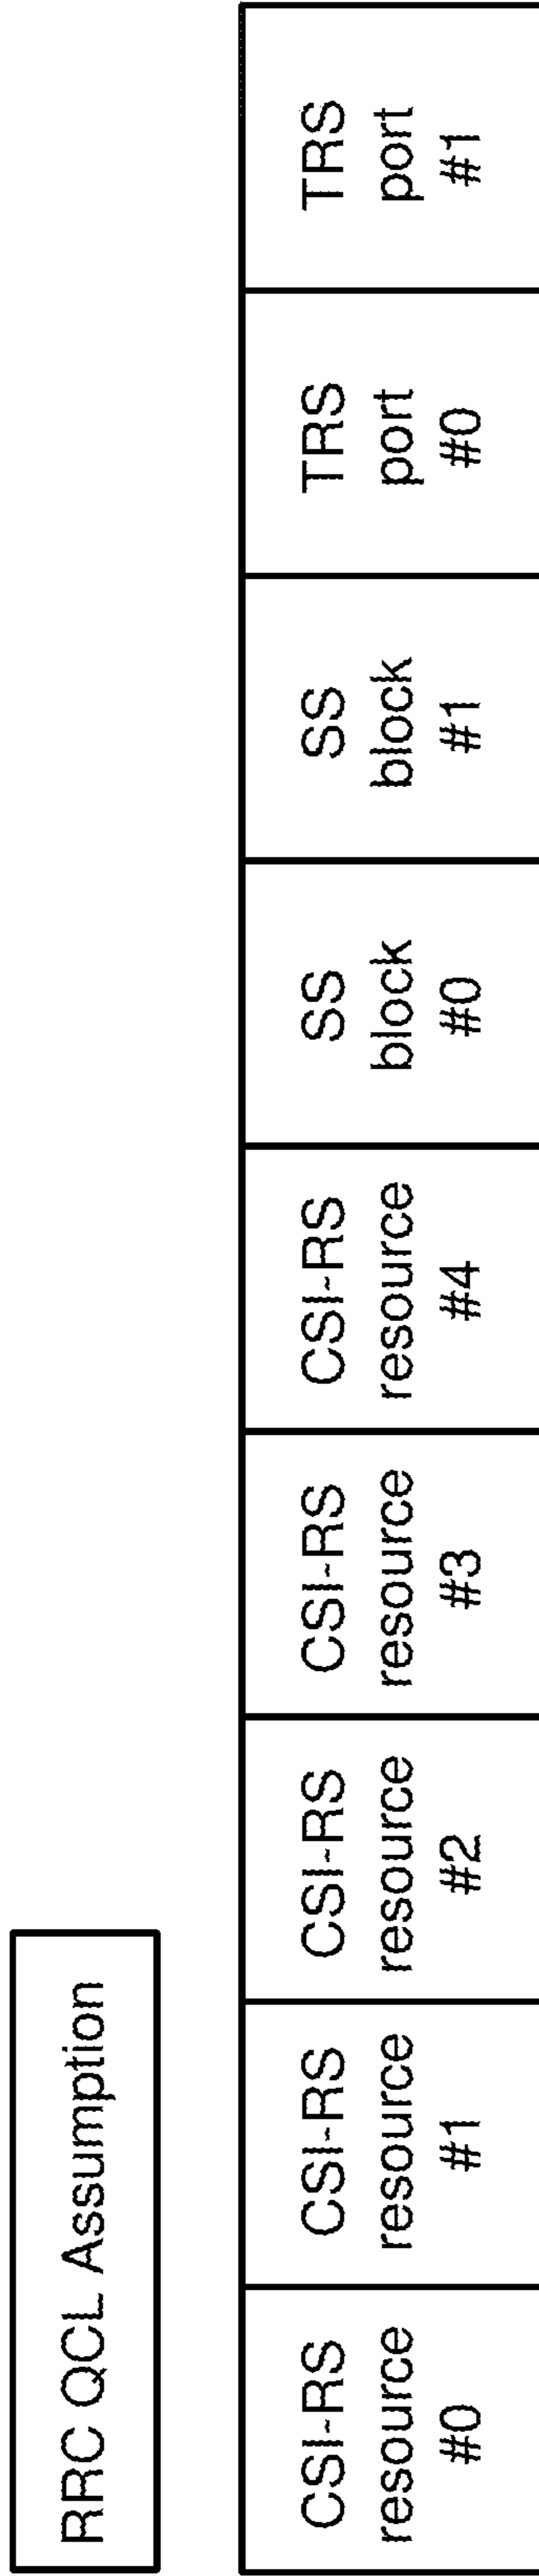 RRC QCL Assumption
CSI-RS
resource
#0
CSI-RS
resource
#1
CSI-RS
resource
#2
CSI-RS
resource
#3
CSI-RS
resource
#4
SS
block
#0
SS
block
#1
TRS
port
#0
TRS
port
#1